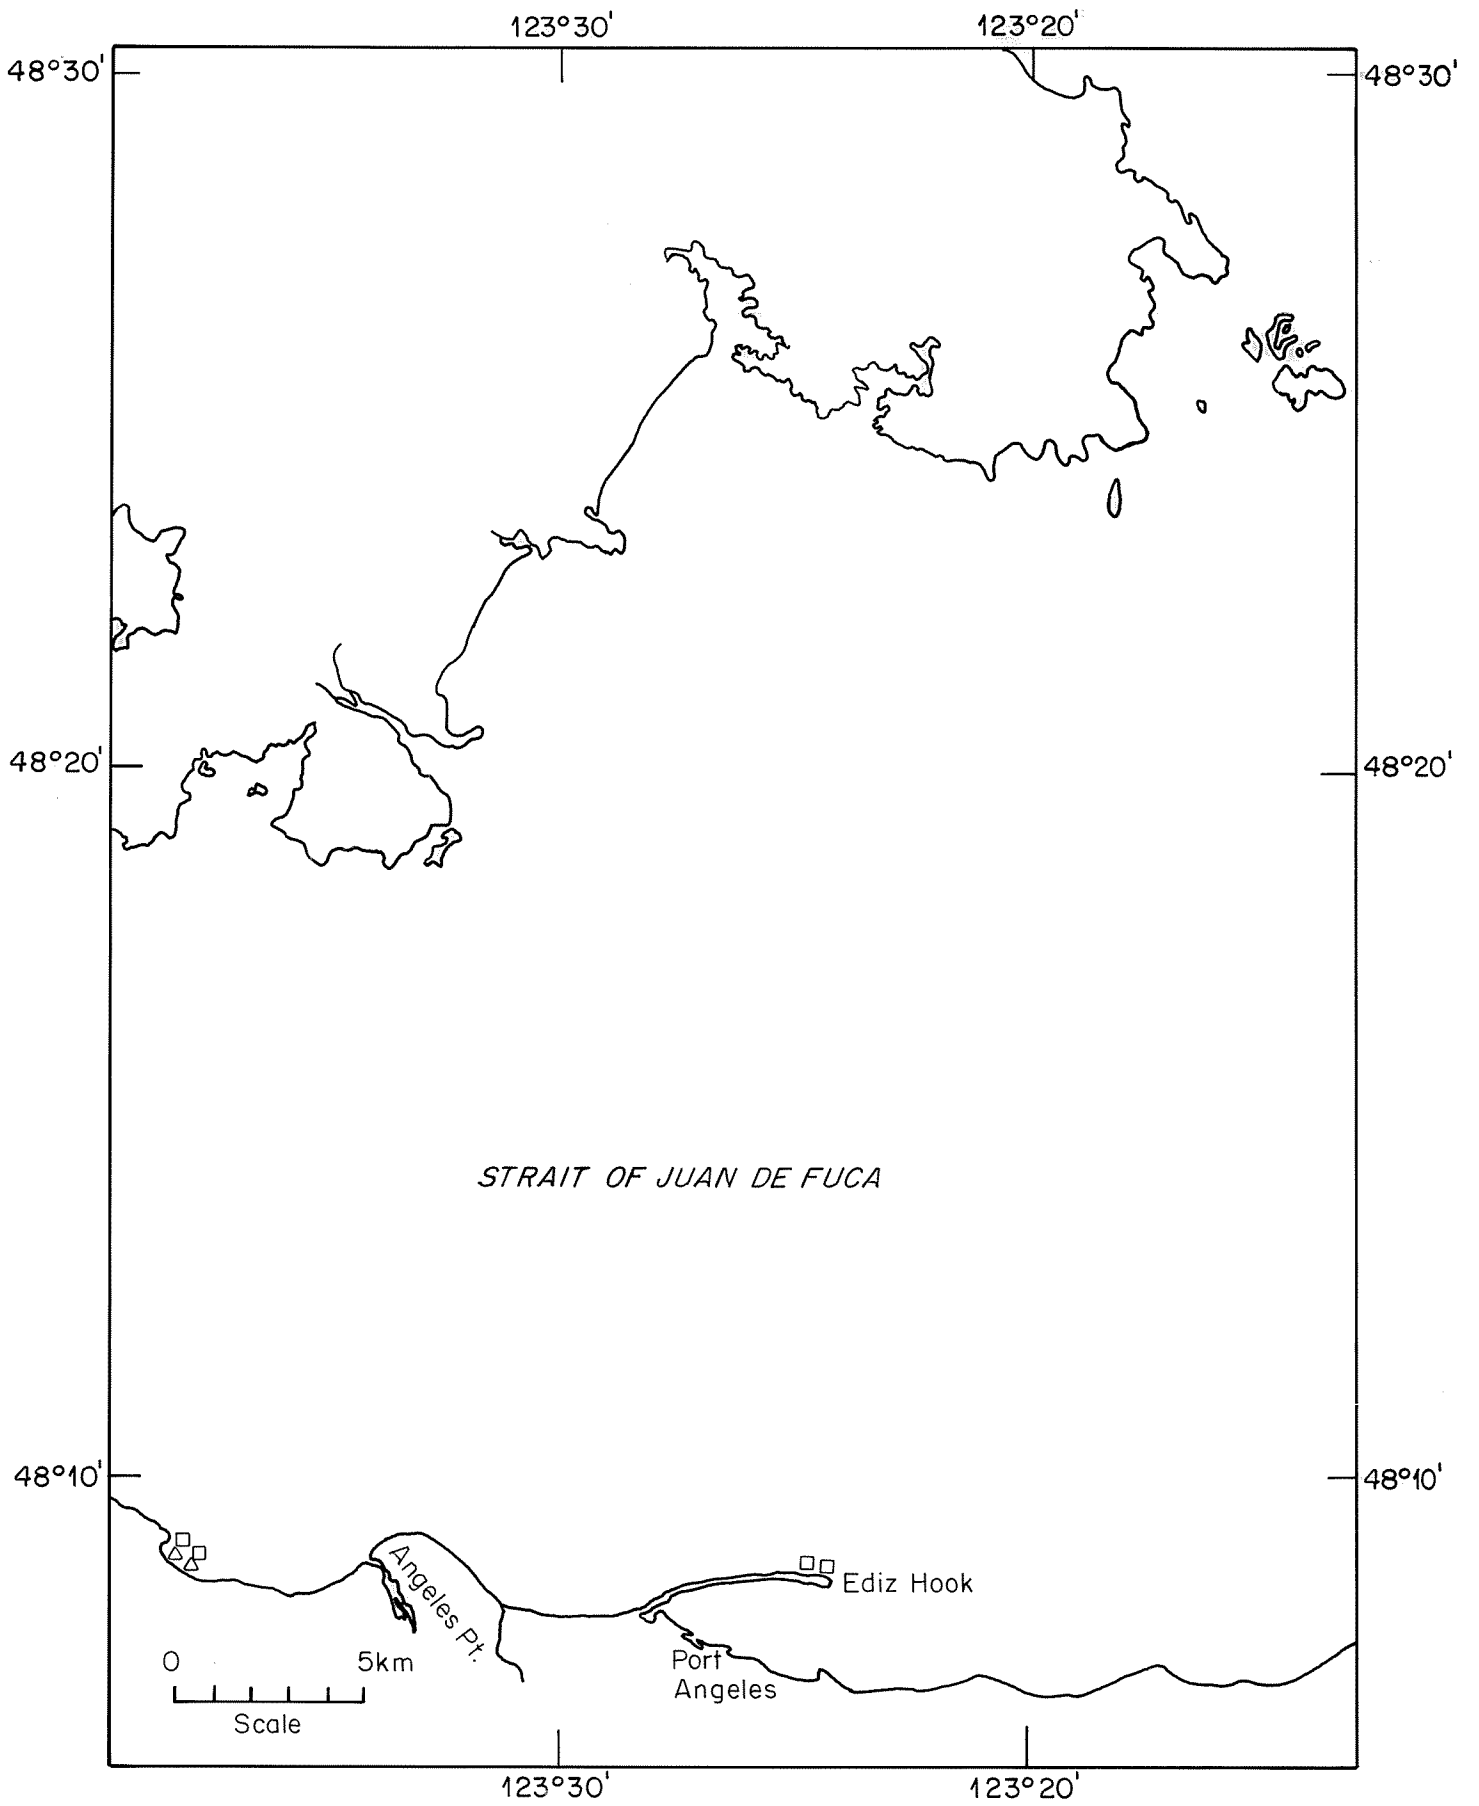 123°30' 123°20'
48°30' 48°30'
48°20' 48°20'
STRAIT OF JUAN DE FUCA
48°10' 48°10'
Angeles Pt.
Ediz Hook
0 5km
Scale
Port
Angeles
123°30' 123°20'